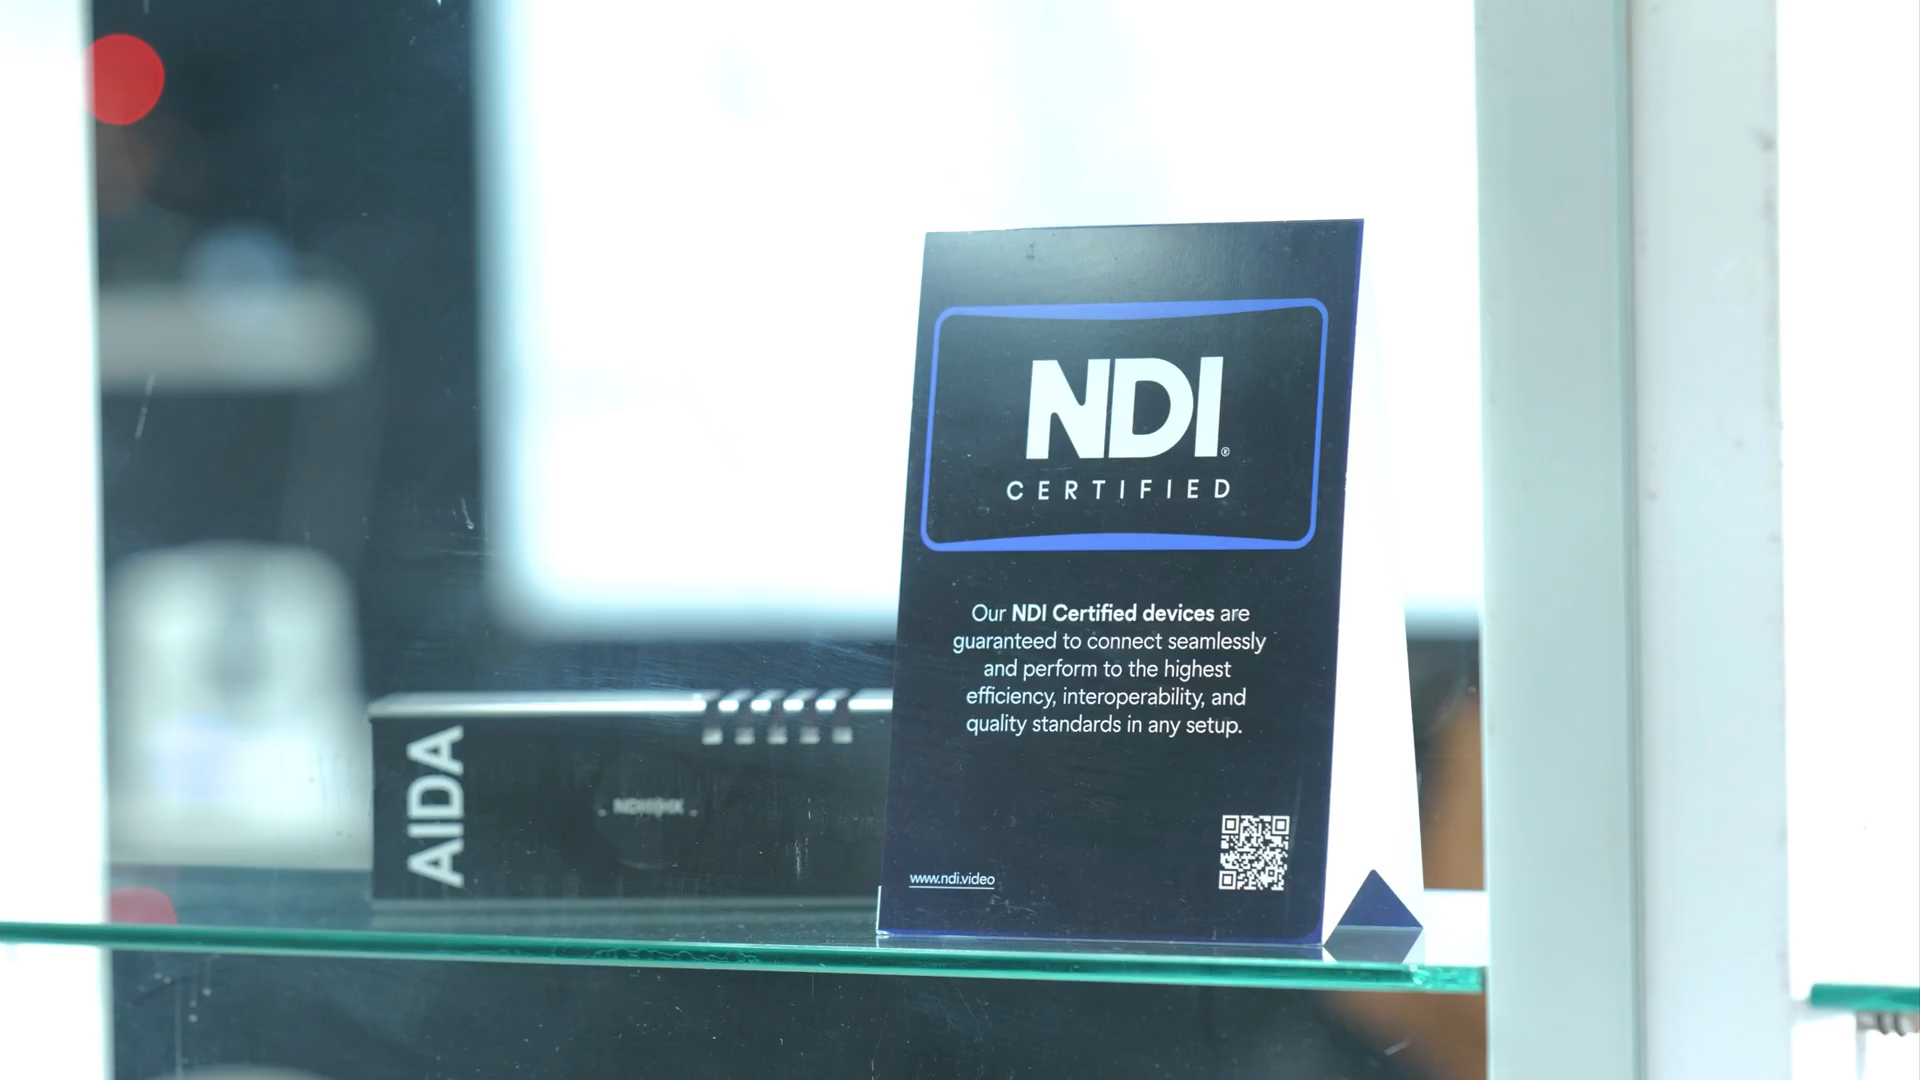 NDI®
CERTIFIED
Our NDI Certified devices are
guaranteed to connect seamlessly
and perform to the highest
efficiency, interoperability, and
quality standards in any setup.
www.ndi.video
AIDA